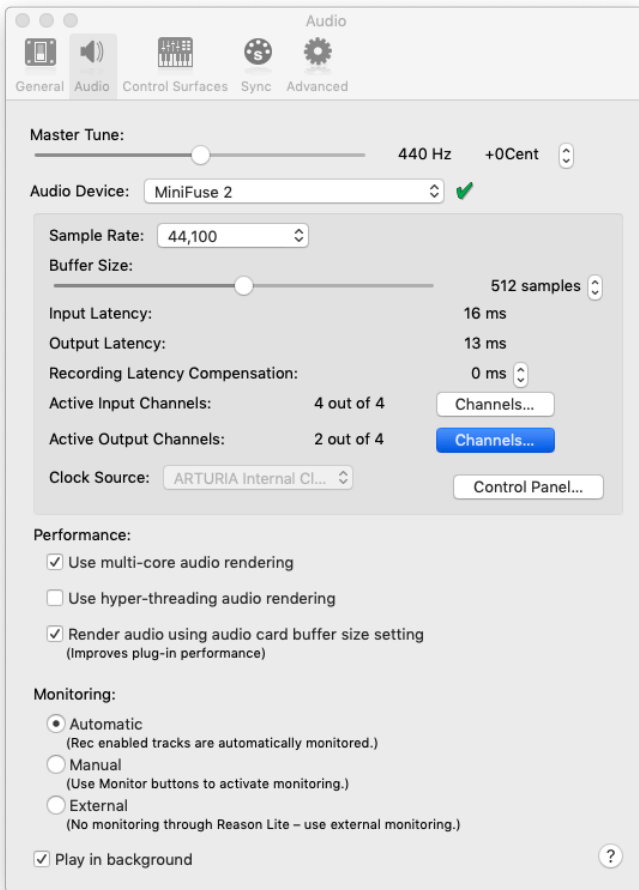 Audio
General Audio Control Surfaces Sync Advanced
Master Tune:
440 Hz +0Cent
Audio Device: MiniFuse 2
Sample Rate: 44,100
Buffer Size:
512 samples
Input Latency: 16 ms
Output Latency: 13 ms
Recording Latency Compensation: 0 ms
Active Input Channels: 4 out of 4 Channels...
Active Output Channels: 2 out of 4 Channels...
Clock Source: ARTURIA Internal Cl...
Control Panel...
Performance:
Use multi-core audio rendering
Use hyper-threading audio rendering
Render audio using audio card buffer size setting
(Improves plug-in performance)
Monitoring:
Automatic
(Rec enabled tracks are automatically monitored.)
Manual
(Use Monitor buttons to activate monitoring.)
External
(No monitoring through Reason Lite – use external monitoring.)
Play in background ?